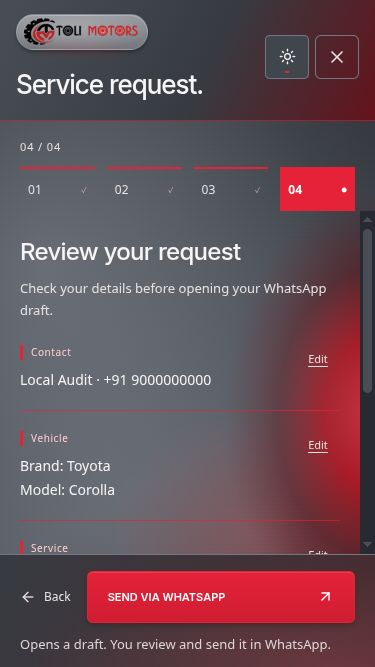 TOLI MOTORS
Service request.
04 / 04
01 ✓ 02 ✓ 03 ✓ 04
Review your request
Check your details before opening your WhatsApp
draft.
Contact
Edit
Local Audit · +91 9000000000
Vehicle
Edit
Brand: Toyota
Model: Corolla
Service
Edit
Back
SEND VIA WHATSAPP
Opens a draft. You review and send it in WhatsApp.